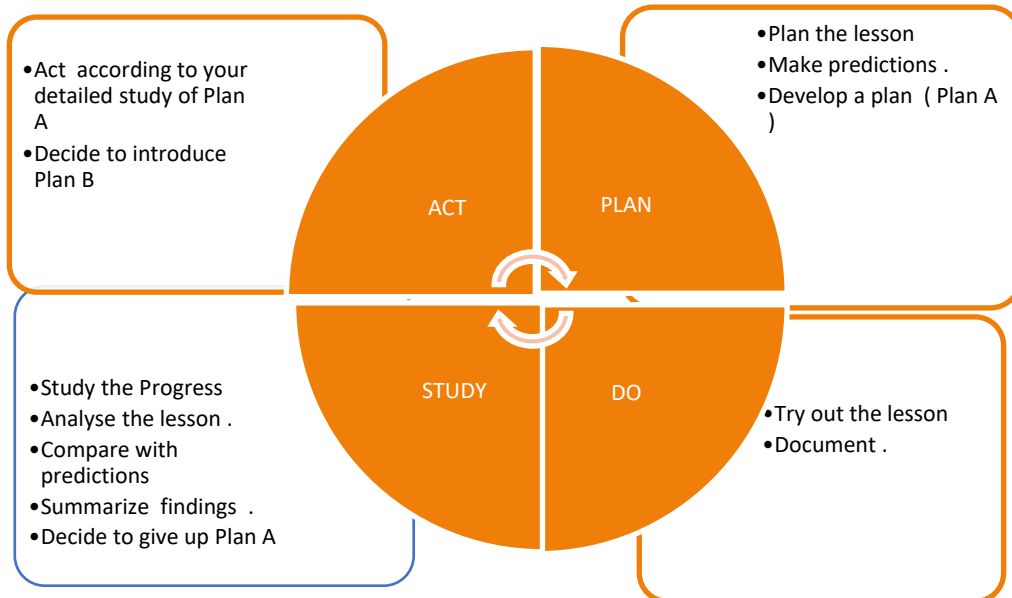 •Act  according to your
detailed study of Plan
A
•Decide to introduce
Plan B
•Plan the lesson
•Make predictions .
•Develop a plan  ( Plan A
)
ACT
PLAN
STUDY
DO
•Study the Progress
•Analyse the lesson .
•Compare with
predictions
•Summarize  findings  .
•Decide to give up Plan A
•Try out the lesson
•Document .